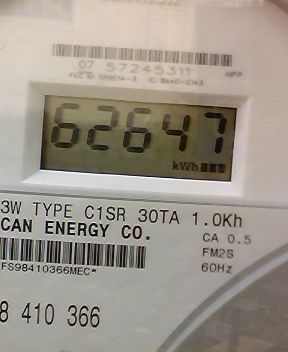 07 57245311
HPP
62647
kWh
3W TYPE C1SR 30TA 1.0Kh
CAN ENERGY CO.
CA 0.5
FM2S
60Hz
FS98410366MEC*
8 410 366